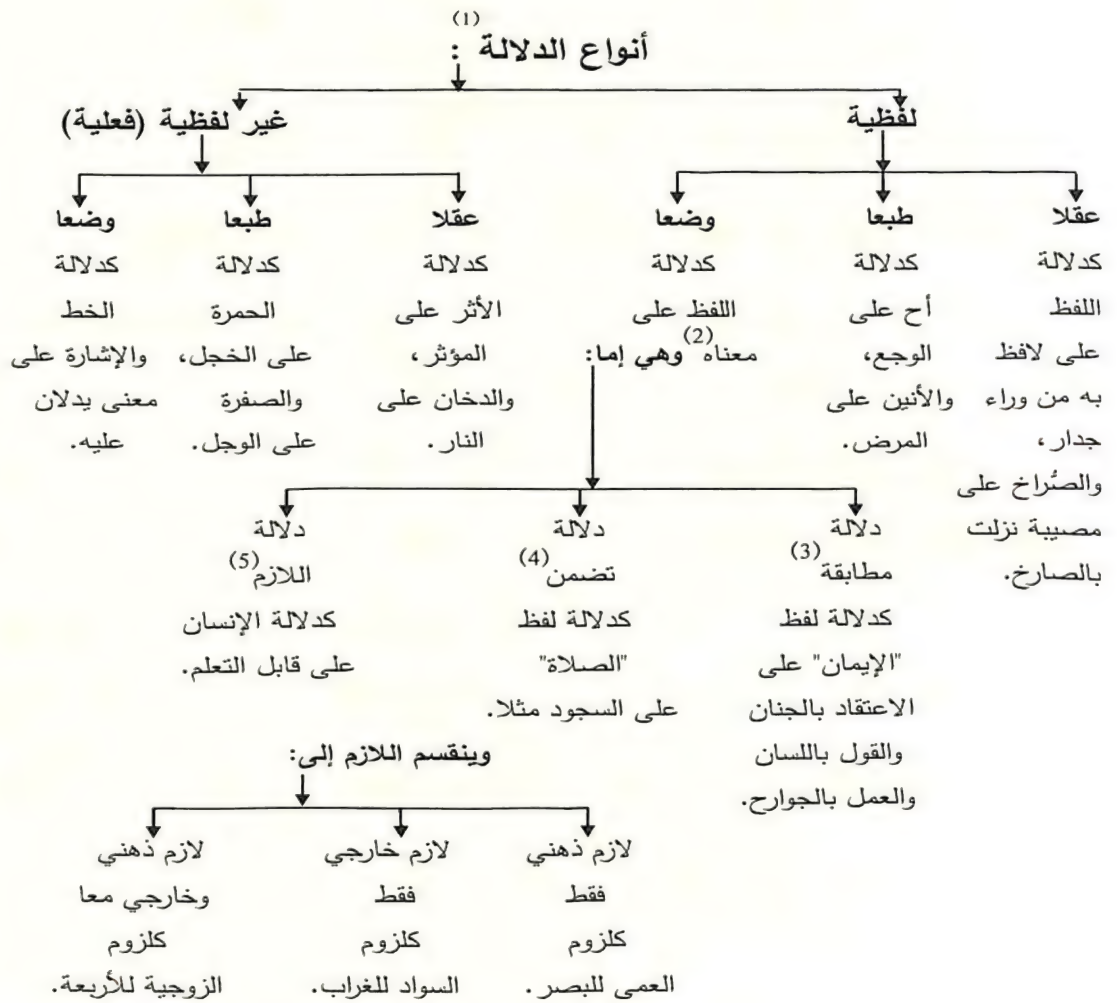 أنواع الدلالة (1) :
لفظية
غير لفظية (فعلية)
عقلا
كدلالة
اللفظ
على لافظ
به من وراء
جدار،
والصُراخ على
مصيبة نزلت
بالصارخ.
طبعا
كدلالة
أح على
الوجع،
والأنين على
المرض.
وضعا
كدلالة
اللفظ على
معناه(2) وهي إما:
عقلا
كدلالة
الأثر على
المؤثر،
والدخان على
النار.
طبعا
كدلالة
الحمرة
على الخجل،
والصفرة
على الوجل.
وضعا
كدلالة
الخط
والإشارة على
معنى يدلان
عليه.
دلالة
مطابقة(3)
كدلالة لفظ
"الإيمان" على
الاعتقاد بالجنان
والقول باللسان
والعمل بالجوارح.
دلالة
تضمن(4)
كدلالة لفظ
"الصلاة"
على السجود مثلا.
دلالة
اللازم(5)
كدلالة الإنسان
على قابل التعلم.
وينقسم اللازم إلى:
لازم ذهني
فقط
كلزوم
العمى للبصر.
لازم خارجي
فقط
كلزوم
السواد للغراب.
لازم ذهني
وخارجي معا
كلزوم
الزوجية للأربعة.